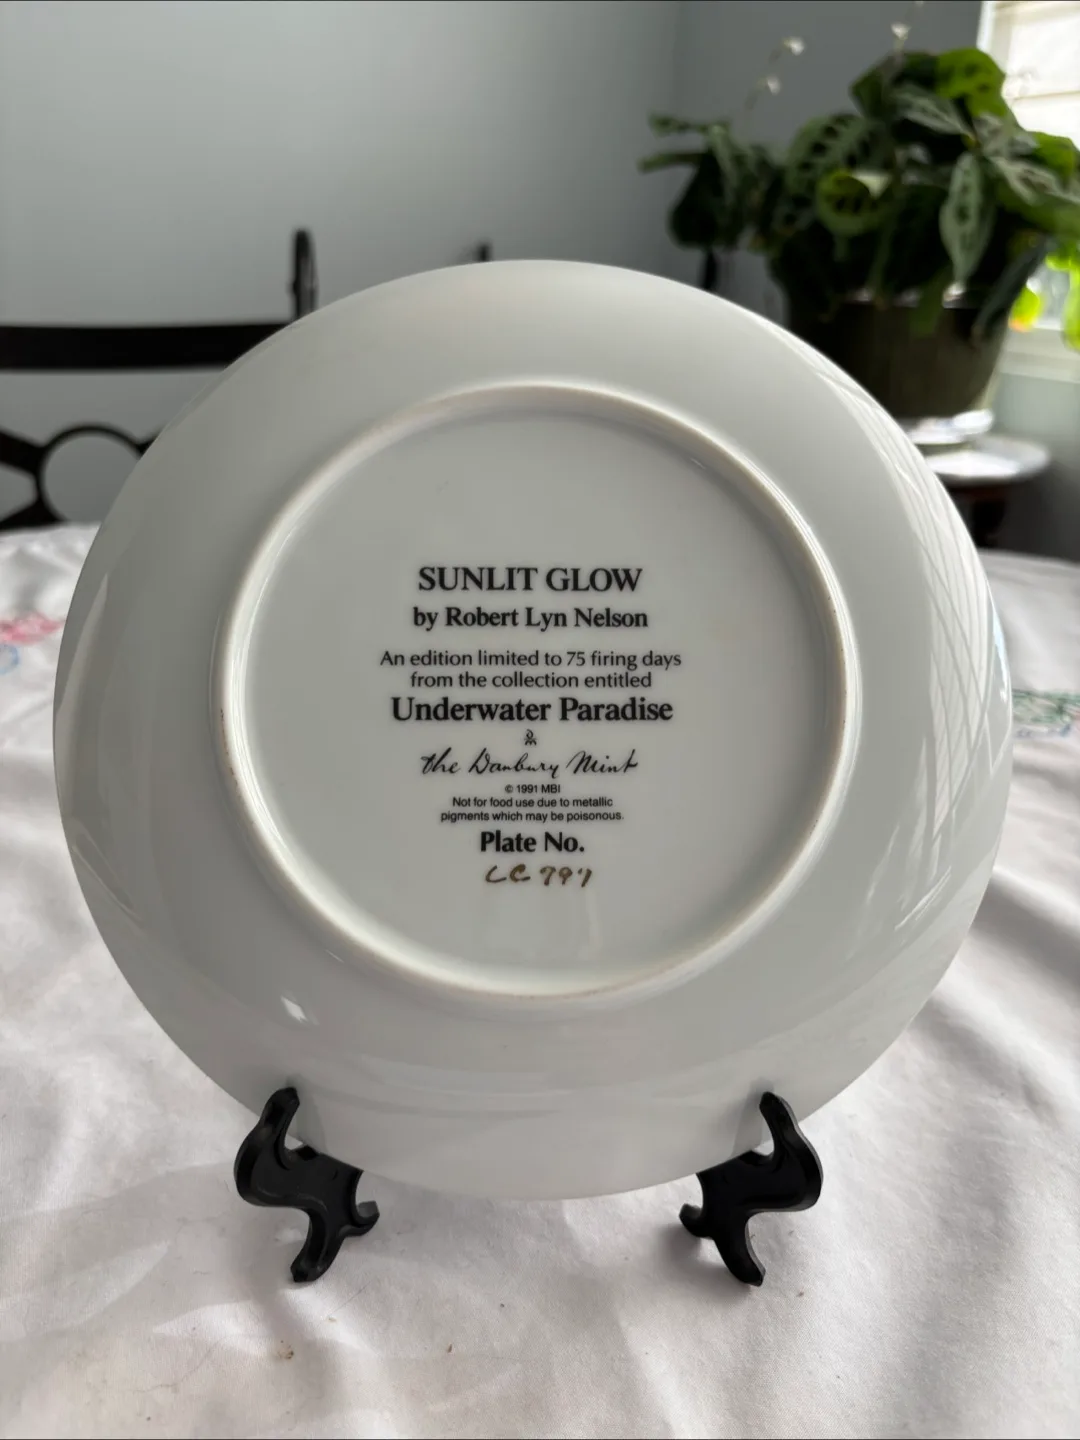 SUNLIT GLOW
by Robert Lyn Nelson
An edition limited to 75 firing days
from the collection entitled
Underwater Paradise
the Danbury Mint
© 1991 MBI
Not for food use due to metallic
pigments which may be poisonous.
Plate No.
LC 797